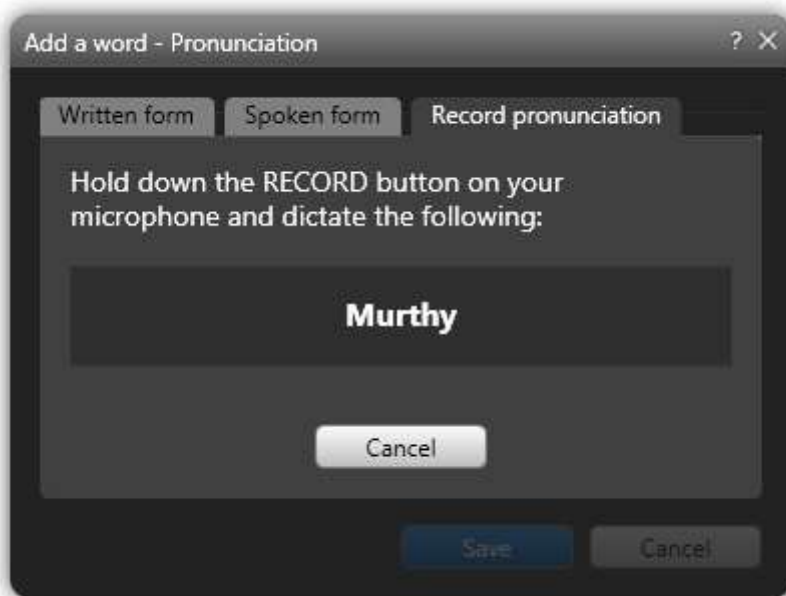 Add a word - Pronunciation ? ✕
Written form Spoken form Record pronunciation
Hold down the RECORD button on your
microphone and dictate the following:
Murthy
Cancel
Save Cancel